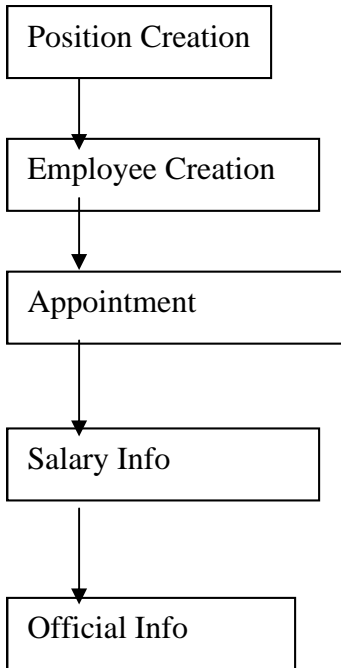 Position Creation
Employee Creation
Appointment
Salary Info
Official Info